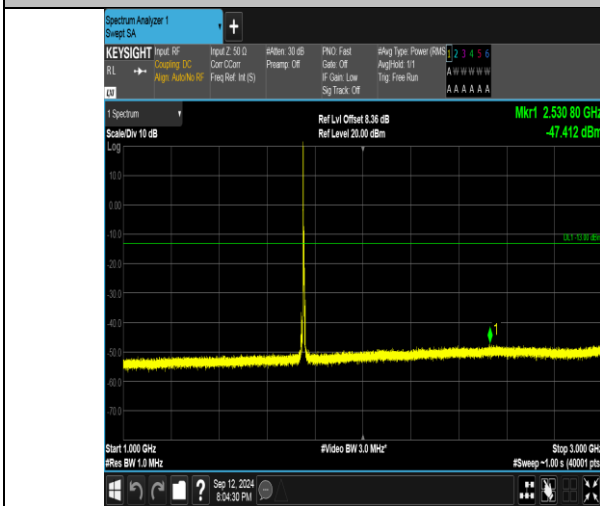 Spectrum Analyzer 1
Swept SA
+
KEYSIGHT Input: RF Input Z: 50 Ω #Atten: 30 dB PNO: Fast #Avg Type: Power (RMS 1 2 3 4 5 6
RL Coupling: DC Corr CCorr Preamp: Off Gate: Off Avg|Hold: 1/1 A W W W W W
Align: Auto/No RF Freq Ref: Int (S) IF Gain: Low Trig: Free Run
Sig Track: Off A A A A A A
1 Spectrum Ref Lvl Offset 8.36 dB Mkr1 2.530 80 GHz
Scale/Div 10 dB Ref Level 20.00 dBm -47.412 dBm
Log
10.0
0.00
-10.0
DL1 -13.00 dBm
-20.0
-30.0
-40.0
1
-50.0
-60.0
-70.0
Start 1.000 GHz #Video BW 3.0 MHz* Stop 3.000 GHz
#Res BW 1.0 MHz #Sweep ~1.00 s (40001 pts
? Sep 12, 2024
8:04:30 PM